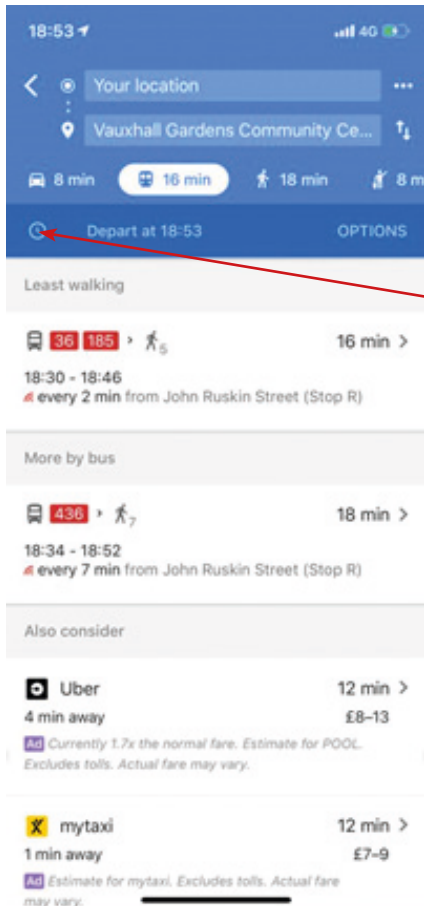 18:53 4G
Your location
Vauxhall Gardens Community Ce...
8 min 16 min 18 min 8 m
Depart at 18:53 OPTIONS
Least walking
36 185 › 5 16 min >
18:30 - 18:46
every 2 min from John Ruskin Street (Stop R)
More by bus
436 › 7 18 min >
18:34 - 18:52
every 7 min from John Ruskin Street (Stop R)
Also consider
Uber 12 min >
4 min away £8–13
Ad Currently 1.7x the normal fare. Estimate for POOL.
Excludes tolls. Actual fare may vary.
mytaxi 12 min >
1 min away £7–9
Ad Estimate for mytaxi. Excludes tolls. Actual fare
may vary.